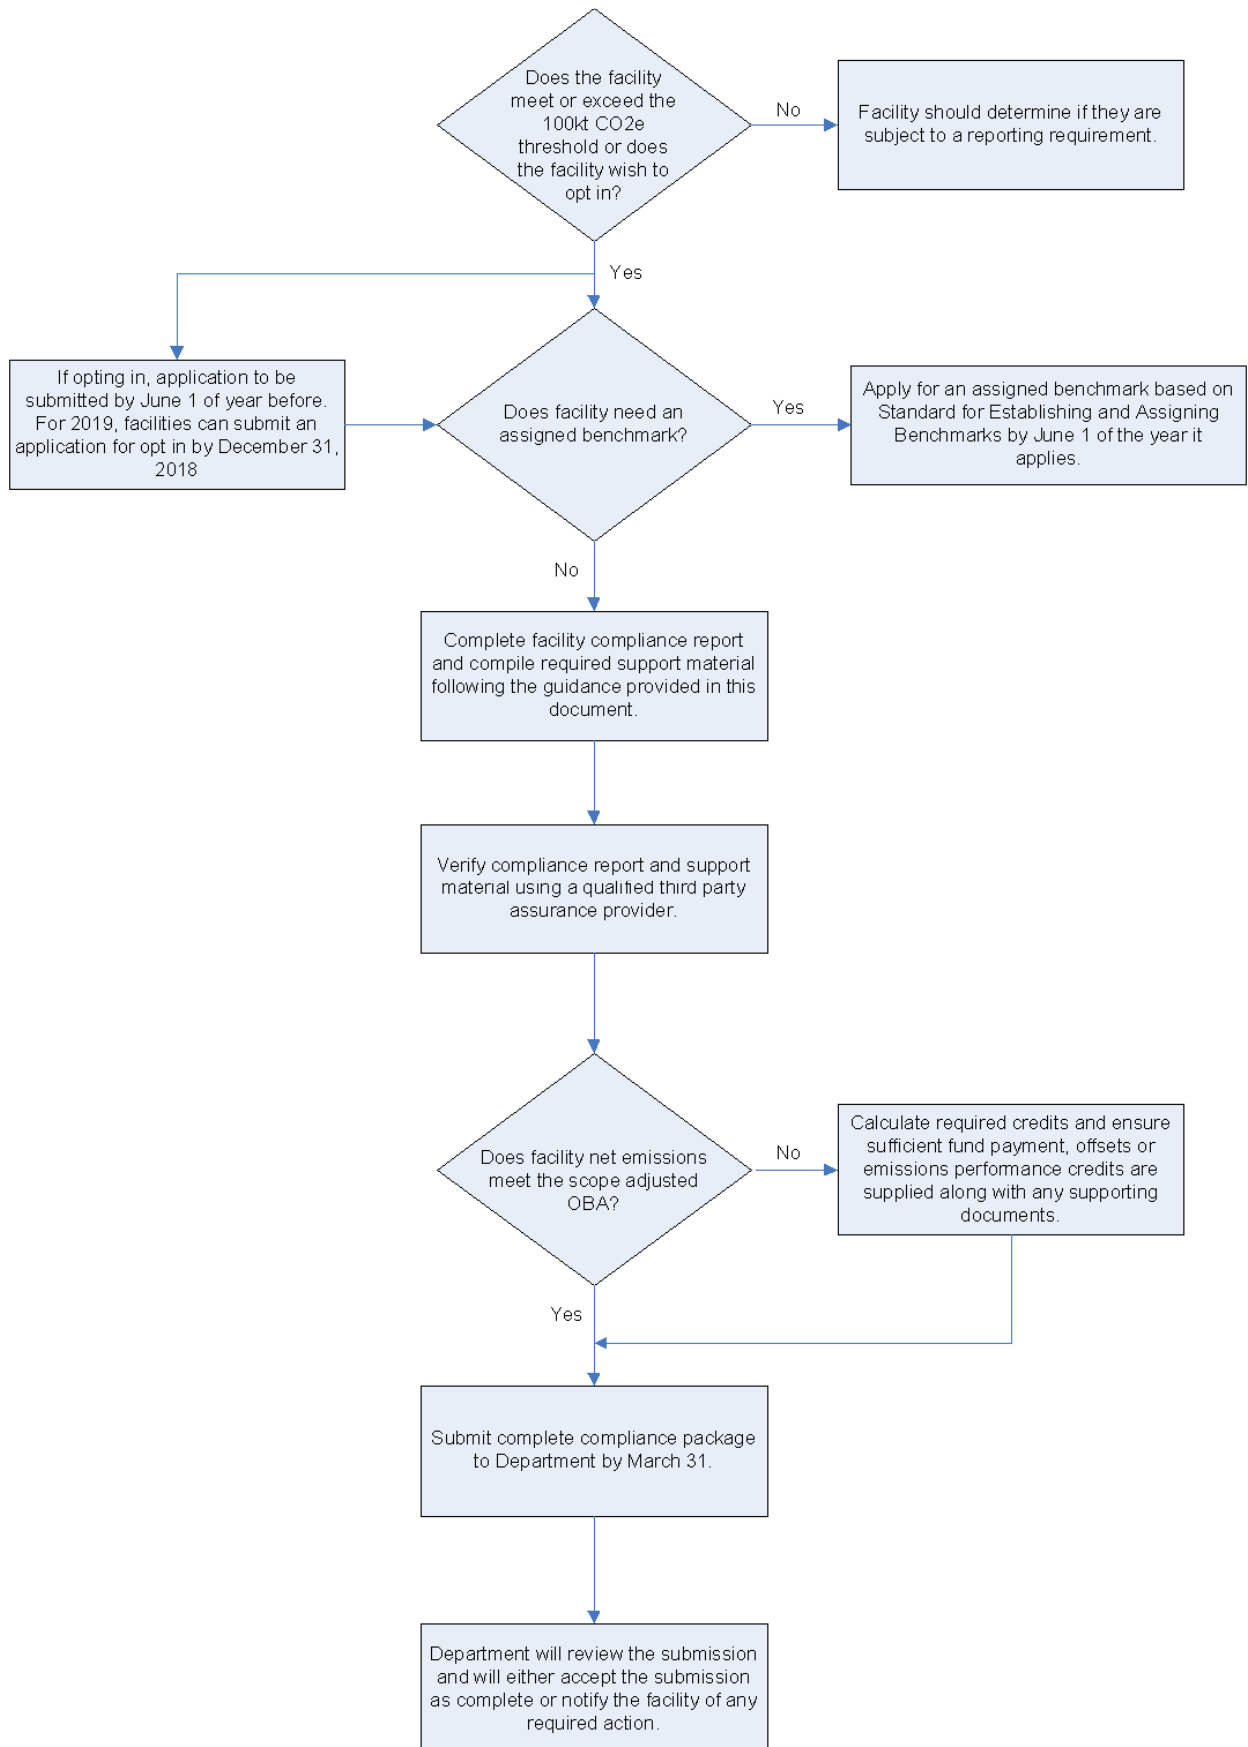 Does the facility
meet or exceed the
100kt CO2e
threshold or does
the facility wish to
opt in?
No
Facility should determine if they are
subject to a reporting requirement.
Yes
If opting in, application to be
submitted by June 1 of year before.
For 2019, facilities can submit an
application for opt in by December 31,
2018
Does facility need an
assigned benchmark?
Yes
Apply for an assigned benchmark based on
Standard for Establishing and Assigning
Benchmarks by June 1 of the year it
applies.
No
Complete facility compliance report
and compile required support material
following the guidance provided in this
document.
Verify compliance report and support
material using a qualified third party
assurance provider.
Does facility net emissions
meet the scope adjusted
OBA?
No
Calculate required credits and ensure
sufficient fund payment, offsets or
emissions performance credits are
supplied along with any supporting
documents.
Yes
Submit complete compliance package
to Department by March 31.
Department will review the submission
and will either accept the submission
as complete or notify the facility of any
required action.